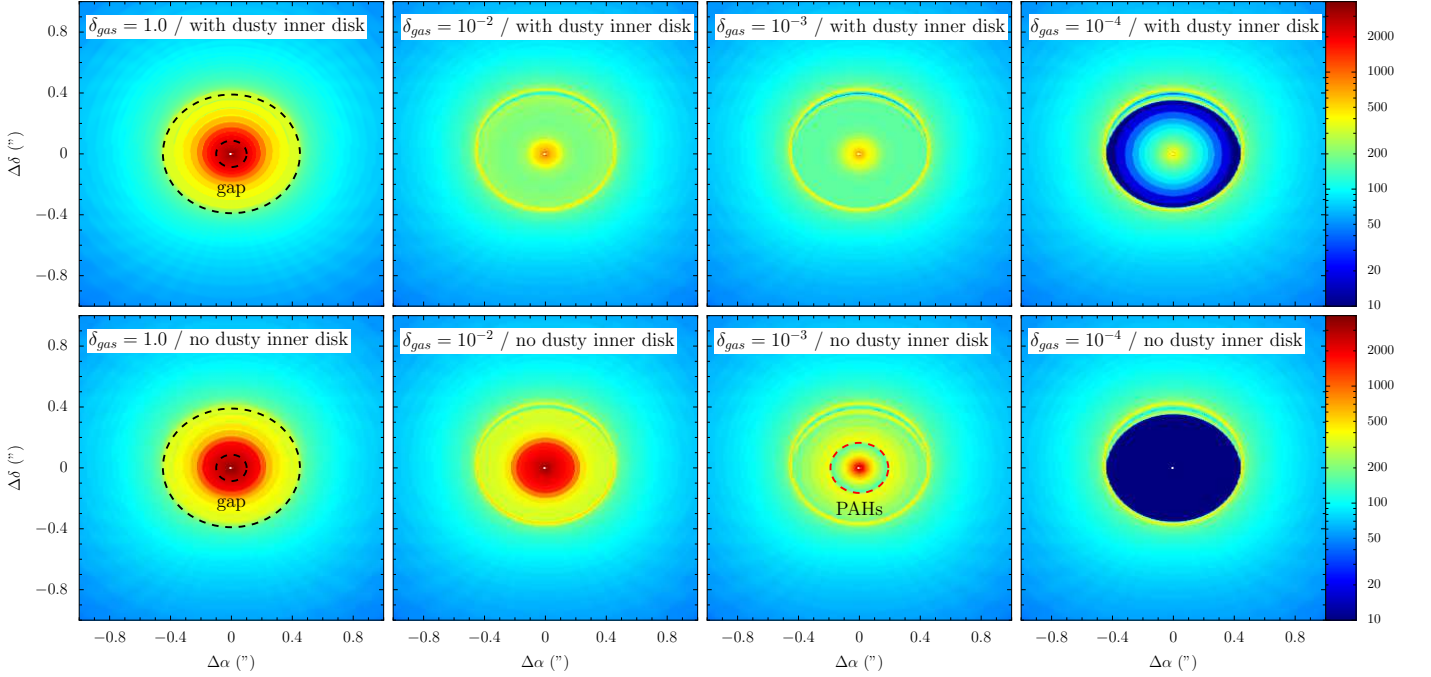 δgas = 1.0 / with dusty inner disk
δgas = 10−2 / with dusty inner disk
δgas = 10−3 / with dusty inner disk
δgas = 10−4 / with dusty inner disk
0.8
0.4
0
−0.4
−0.8
Δδ (”)
gap
2000
1000
500
200
100
50
20
10
δgas = 1.0 / no dusty inner disk
δgas = 10−2 / no dusty inner disk
δgas = 10−3 / no dusty inner disk
δgas = 10−4 / no dusty inner disk
0.8
0.4
0
−0.4
−0.8
Δδ (”)
gap
PAHs
2000
1000
500
200
100
50
20
10
−0.8 −0.4 0 0.4 0.8
−0.8 −0.4 0 0.4 0.8
−0.8 −0.4 0 0.4 0.8
−0.8 −0.4 0 0.4 0.8
Δα (”)
Δα (”)
Δα (”)
Δα (”)